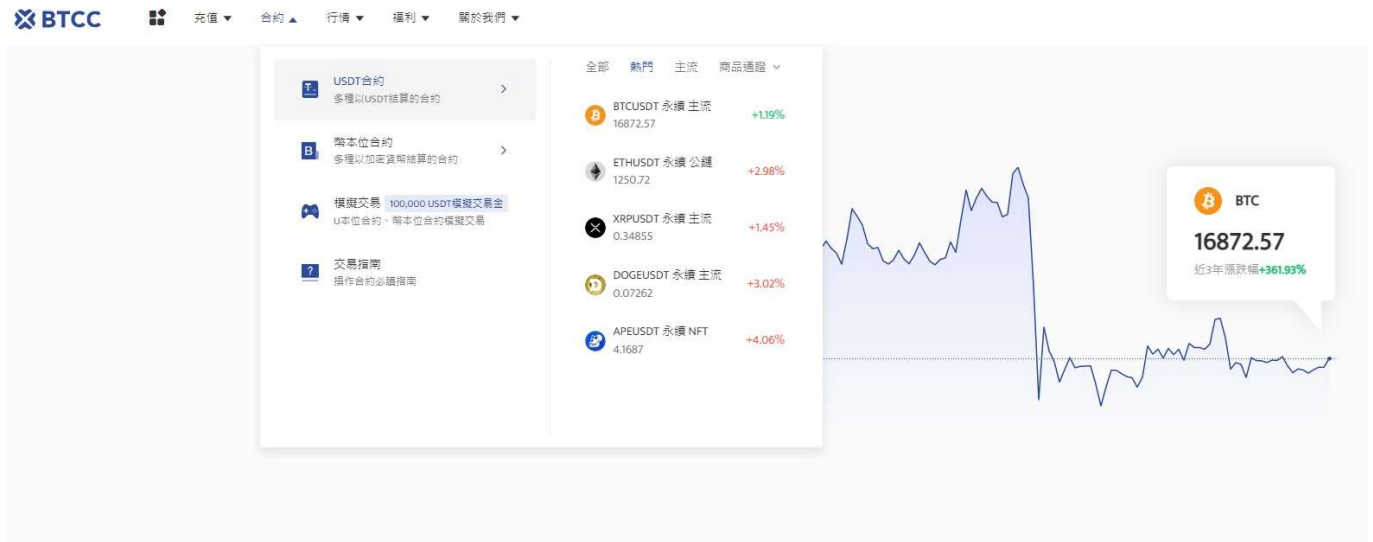 BTCC
充值 ▼
合約 ▲
行情 ▼
福利 ▼
關於我們 ▼
USDT合約
多種以USDT結算的合約
幣本位合約
多種以加密貨幣結算的合約
模擬交易 100,000 USDT模擬交易金
U本位合約、幣本位合約模擬交易
交易指南
操作合約必讀指南
全部 熱門 主流 商品通證
BTCUSDT 永續 主流
16872.57
+1.19%
ETHUSDT 永續 公鏈
1250.72
+2.98%
XRPUSDT 永續 主流
0.34855
+1.45%
DOGEUSDT 永續 主流
0.07262
+3.02%
APEUSDT 永續 NFT
4.1687
+4.06%
BTC
16872.57
近3年漲跌幅+361.93%